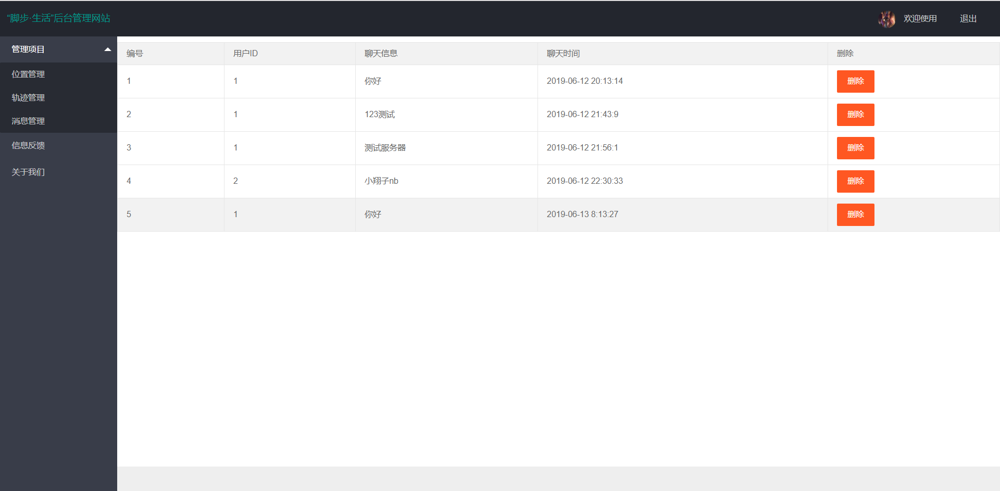 “脚步·生活”后台管理网站 欢迎使用 退出
管理项目
位置管理
轨迹管理
消息管理
信息反馈
关于我们
编号 用户ID 聊天信息 聊天时间 删除
1 1 你好 2019-06-12 20:13:14 删除
2 1 123测试 2019-06-12 21:43:9 删除
3 1 测试服务器 2019-06-12 21:56:1 删除
4 2 小翔子nb 2019-06-12 22:30:33 删除
5 1 你好 2019-06-13 8:13:27 删除